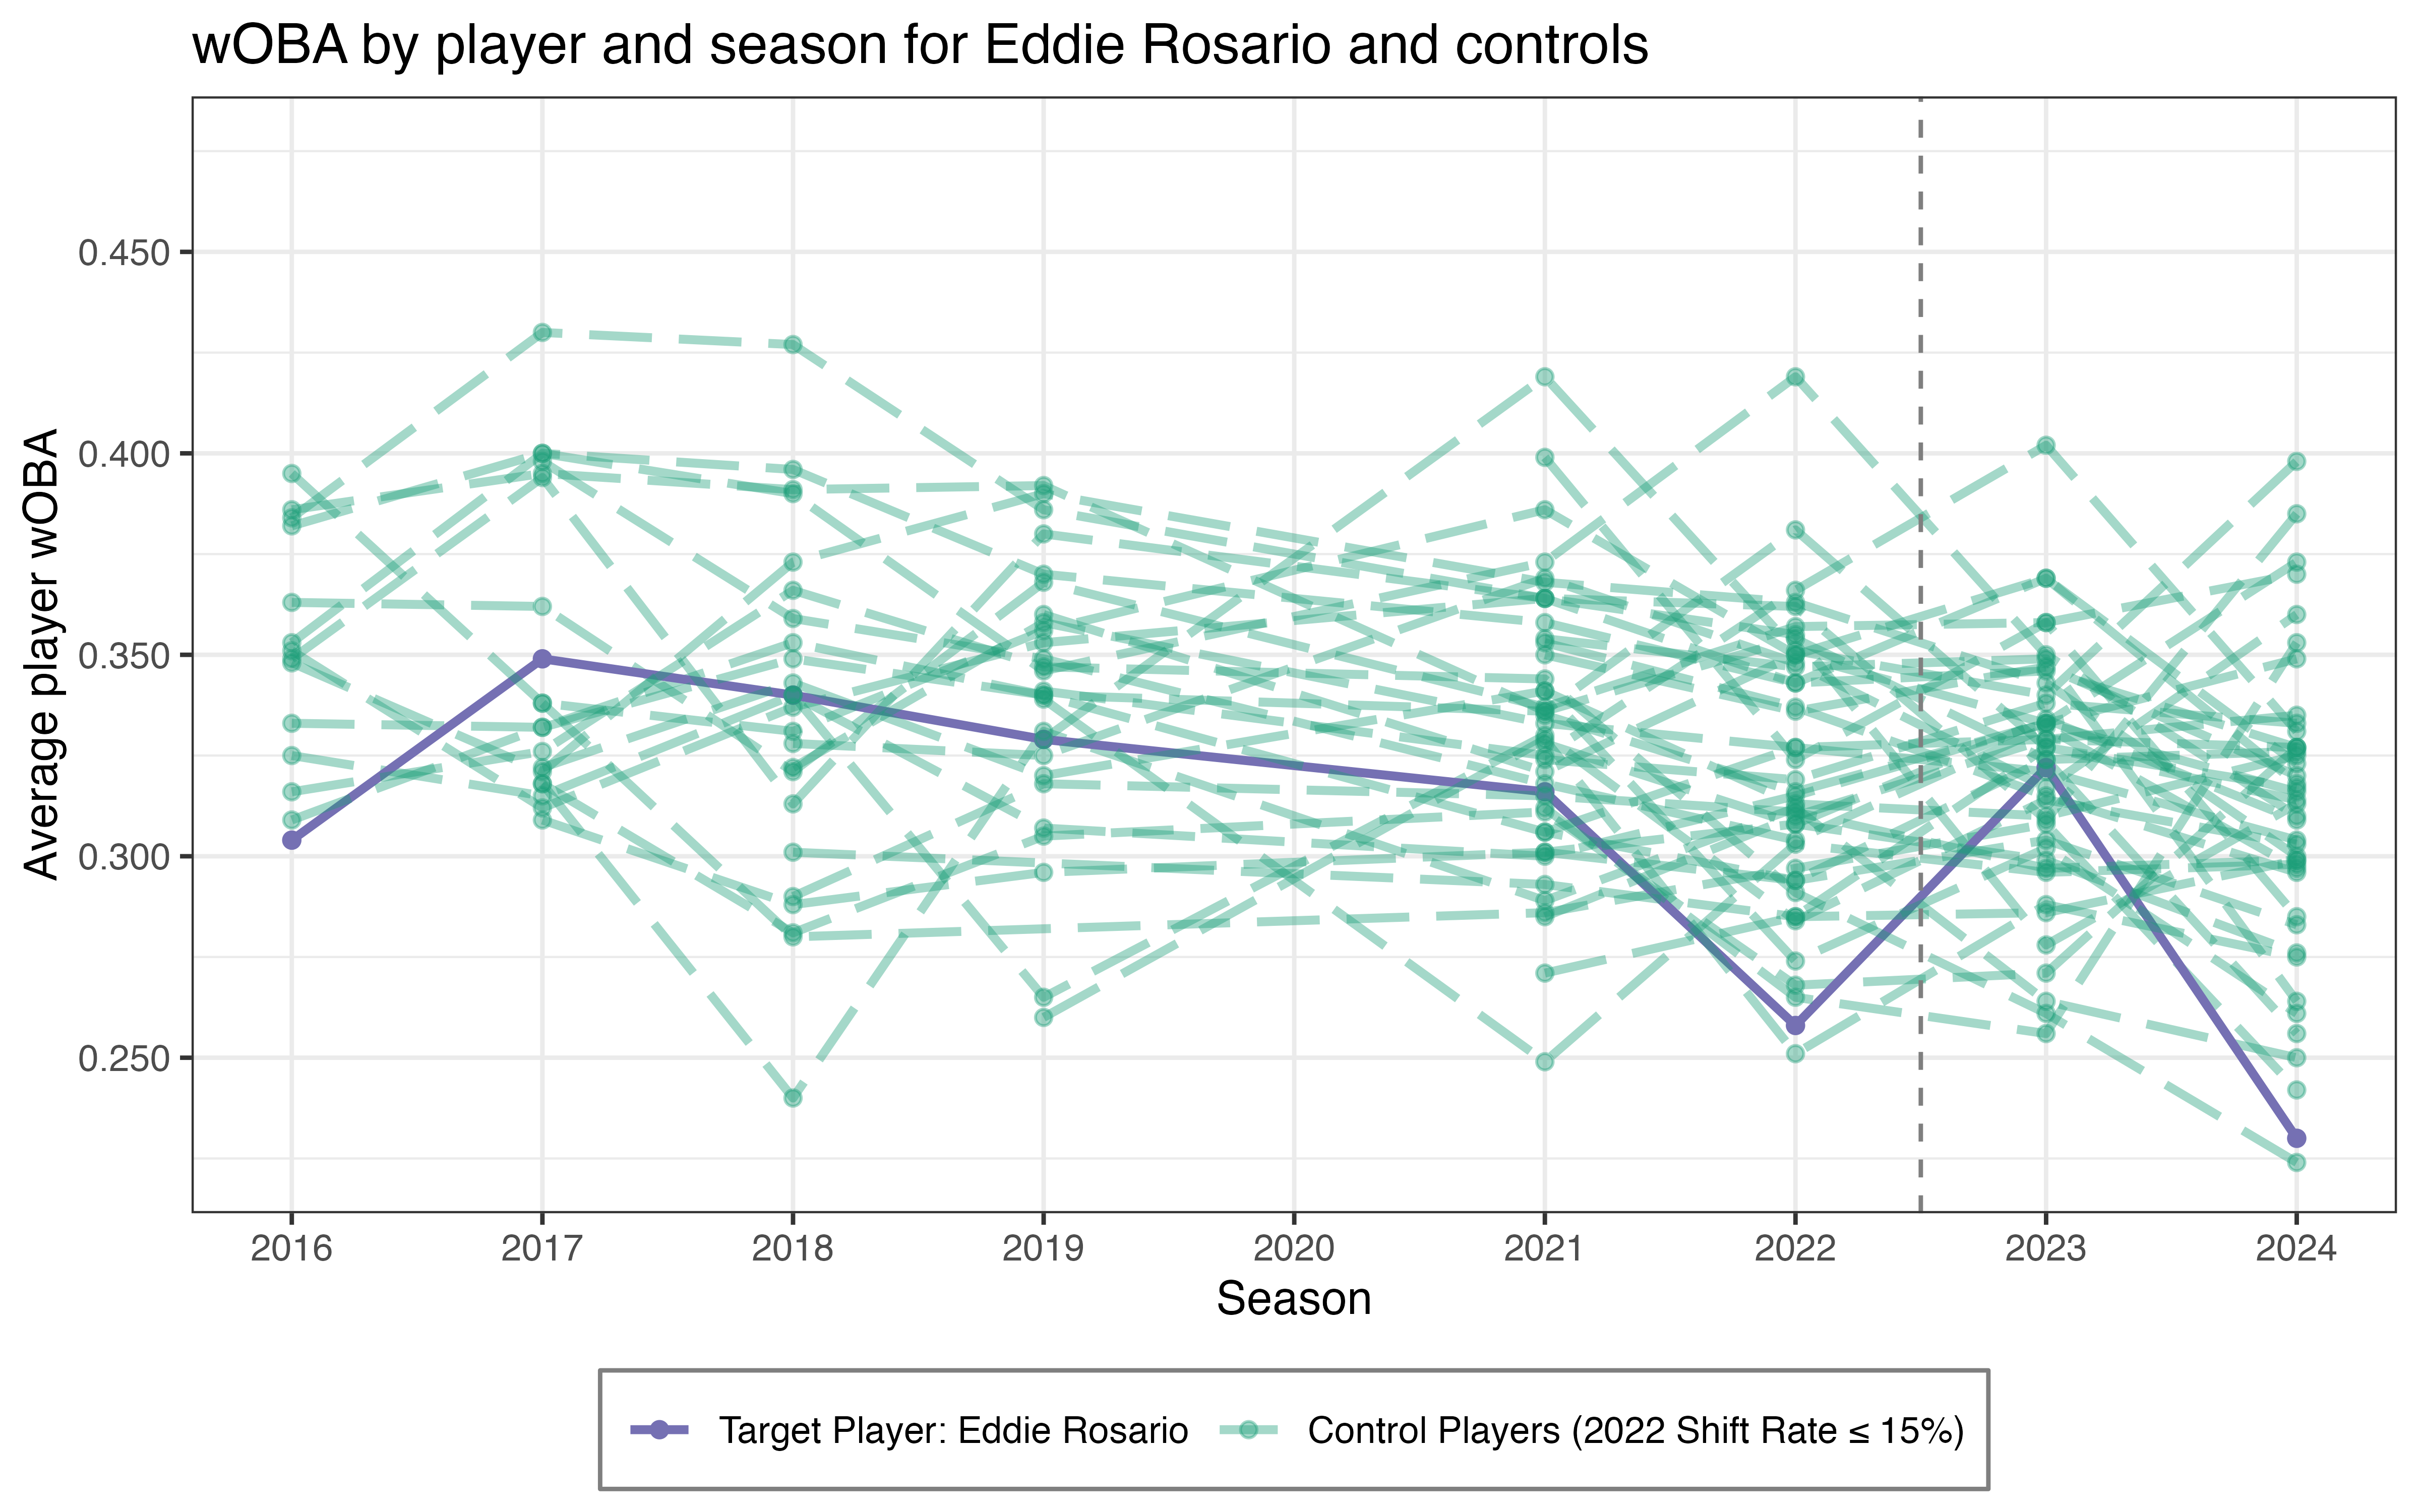 wOBA by player and season for Eddie Rosario and controls
Average player wOBA
0.450
0.400
0.350
0.300
0.250
2016 2017 2018 2019 2020 2021 2022 2023 2024
Season
Target Player: Eddie Rosario Control Players (2022 Shift Rate ≤ 15%)